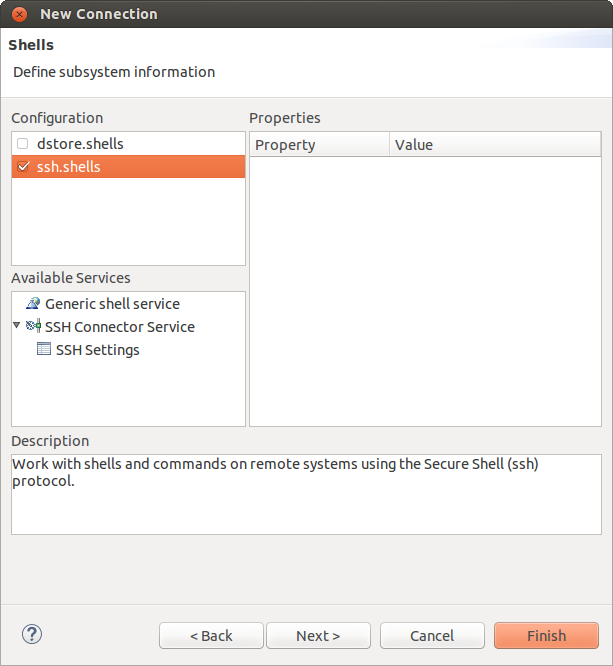 New Connection
Shells
Define subsystem information
Configuration
dstore.shells
ssh.shells
Available Services
Generic shell service
SSH Connector Service
SSH Settings
Properties
Property Value
Description
Work with shells and commands on remote systems using the Secure Shell (ssh)
protocol.
?
< Back Next > Cancel Finish